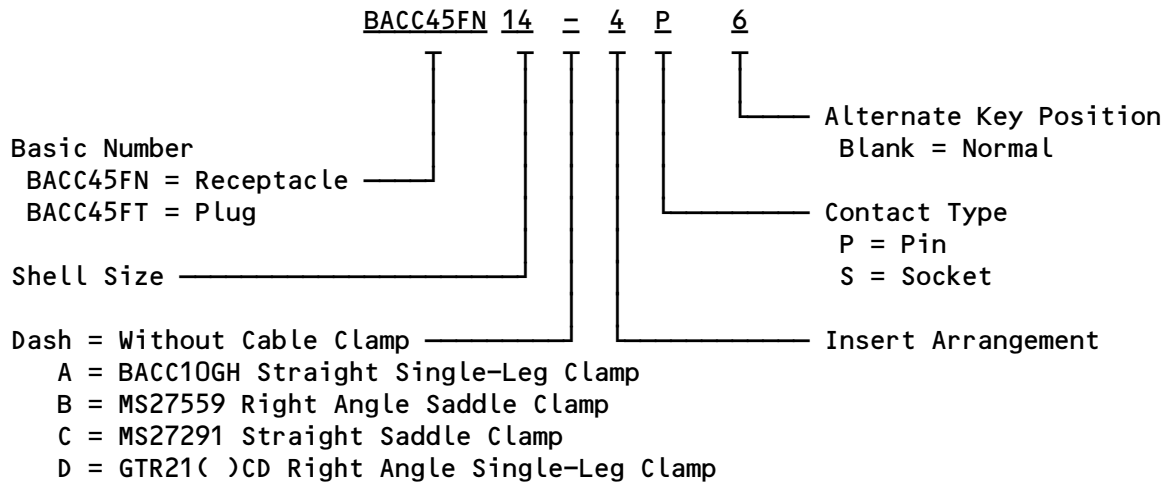 BACC45FN 14 – 4 P 6
Alternate Key Position
Basic Number
Blank = Normal
BACC45FN = Receptacle
BACC45FT = Plug
Contact Type
P = Pin
Shell Size
S = Socket
Dash = Without Cable Clamp
Insert Arrangement
A = BACC10GH Straight Single–Leg Clamp
B = MS27559 Right Angle Saddle Clamp
C = MS27291 Straight Saddle Clamp
D = GTR21( )CD Right Angle Single–Leg Clamp